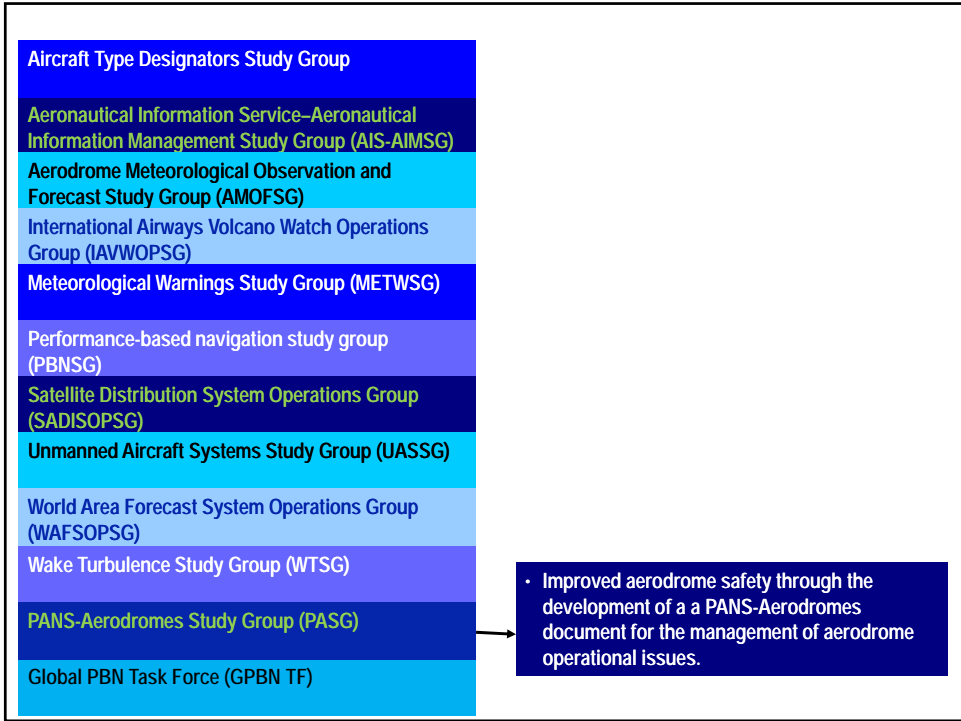 Aircraft Type Designators Study Group
Aeronautical Information Service–Aeronautical
Information Management Study Group (AIS-AIMSG)
Aerodrome Meteorological Observation and
Forecast Study Group (AMOFSG)
International Airways Volcano Watch Operations
Group (IAVWOPSG)
Meteorological Warnings Study Group (METWSG)
Performance-based navigation study group
(PBNSG)
Satellite Distribution System Operations Group
(SADISOPSG)
Unmanned Aircraft Systems Study Group (UASSG)
World Area Forecast System Operations Group
(WAFSOPSG)
Wake Turbulence Study Group (WTSG)
PANS-Aerodromes Study Group (PASG)
Global PBN Task Force (GPBN TF)
• Improved aerodrome safety through the
development of a a PANS-Aerodromes
document for the management of aerodrome
operational issues.